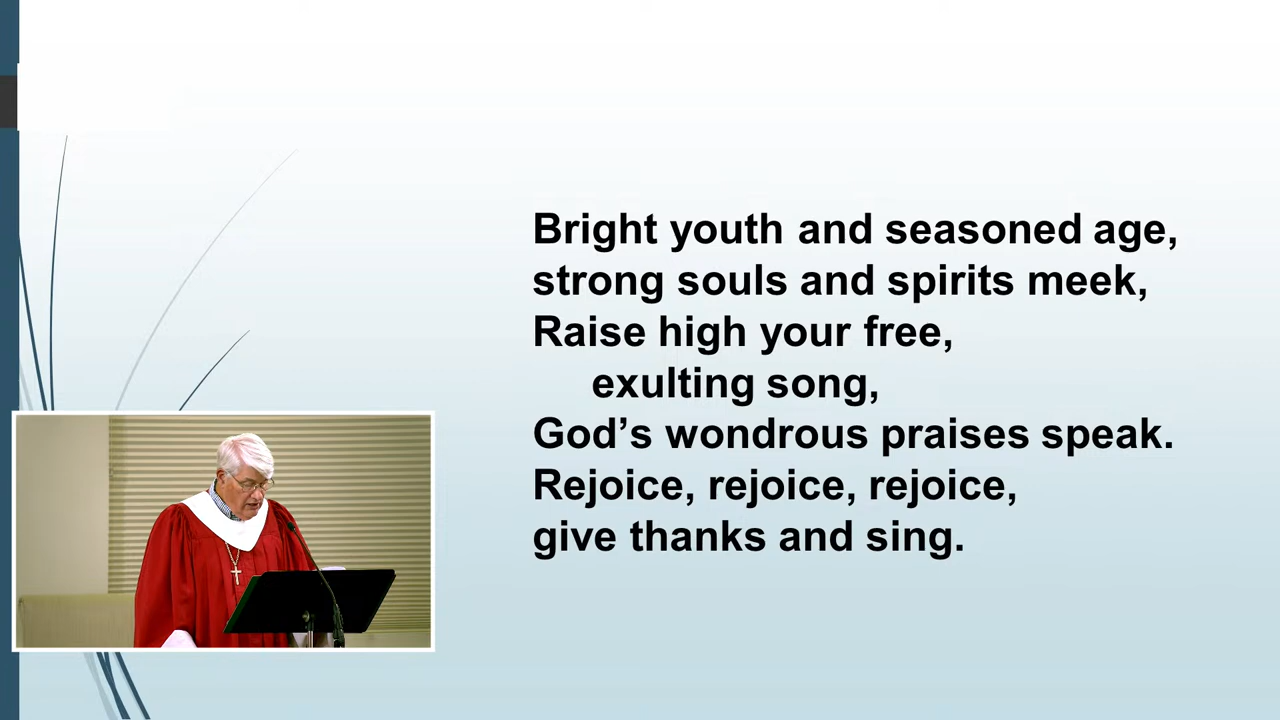 Bright youth and seasoned age,
strong souls and spirits meek,
Raise high your free,
exulting song,
God’s wondrous praises speak.
Rejoice, rejoice, rejoice,
give thanks and sing.